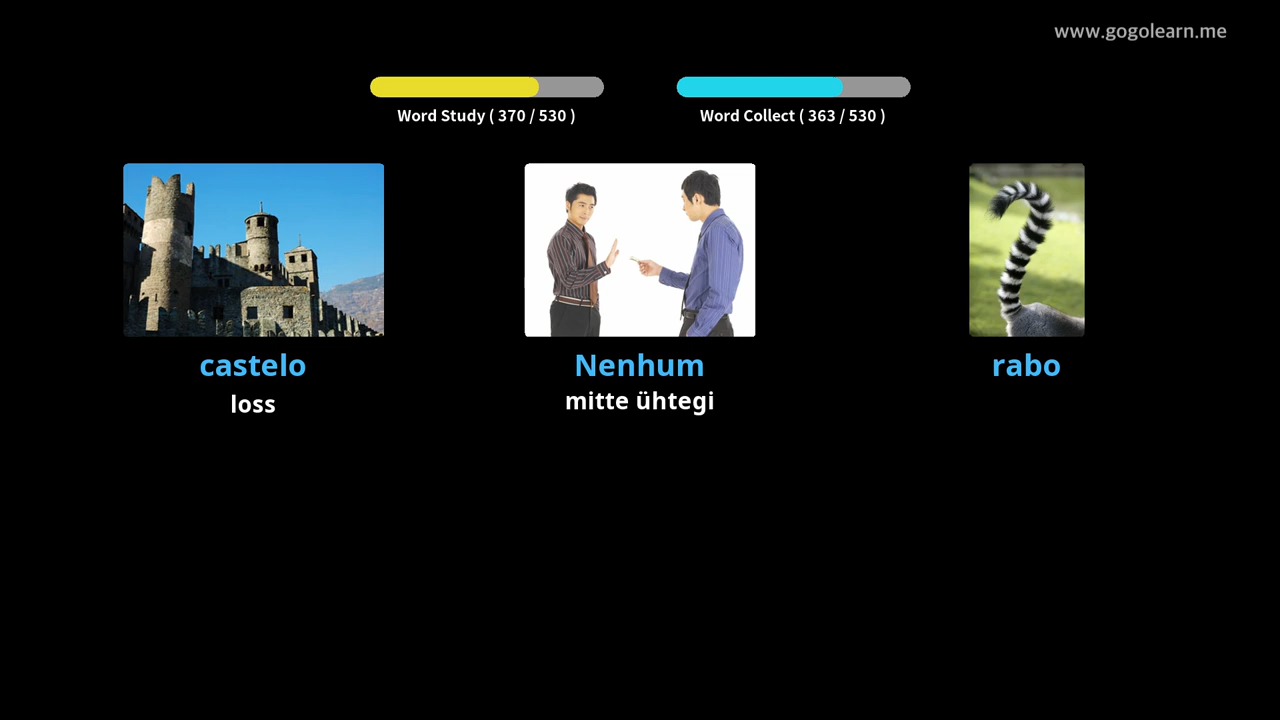 www.gogolearn.me
Word Study ( 370 / 530 )
Word Collect ( 363 / 530 )
castelo
Nenhum
rabo
loss
mitte ühtegi